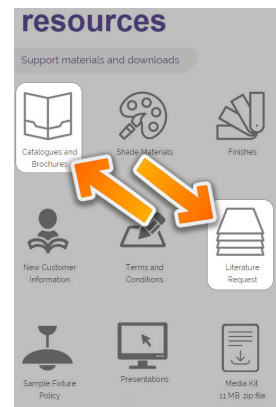 resources
Support materials and downloads
Catalogues and
Brochures
Shade Materials
Finishes
New Customer
Information
Terms and
Conditions
Literature
Request
Sample Fixture
Policy
Presentations
Media Kit
11 MB .zip file